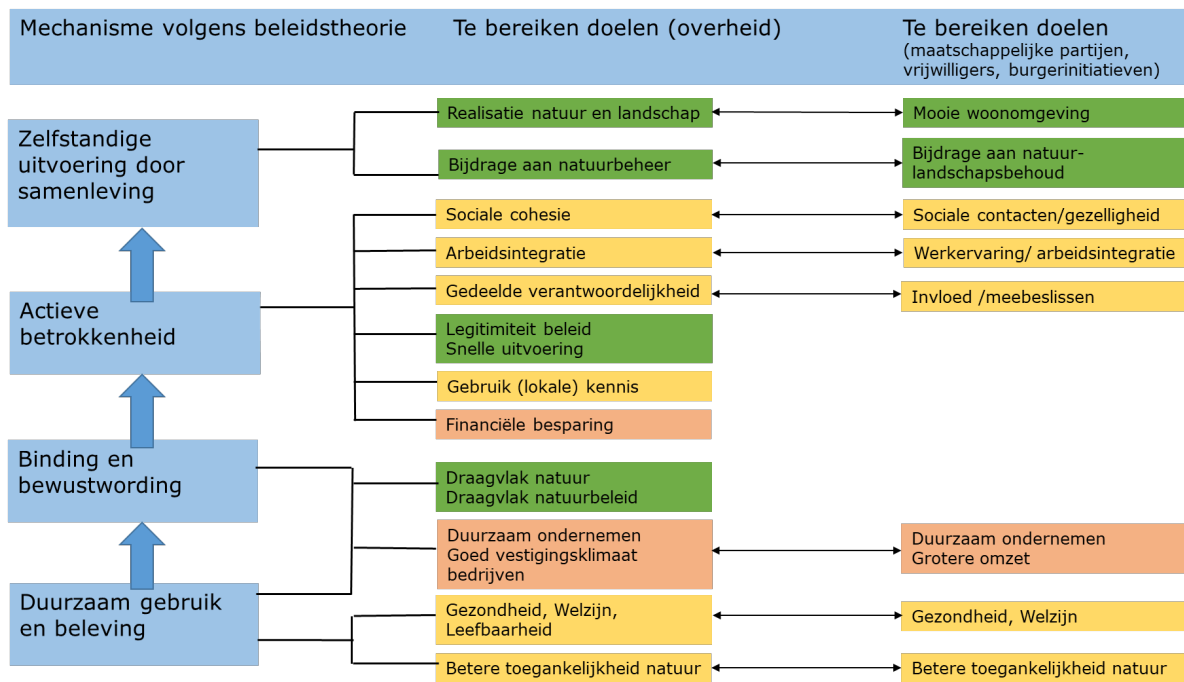 Mechanisme volgens beleidstheorie
Te bereiken doelen (overheid)
Te bereiken doelen
(maatschappelijke partijen,
vrijwilligers, burgerinitiatieven)
Zelfstandige
uitvoering door
samenleving
Realisatie natuur en landschap
Mooie woonomgeving
Bijdrage aan natuurbeheer
Bijdrage aan natuur-
landschapsbehoud
Actieve
betrokkenheid
Sociale cohesie
Sociale contacten/gezelligheid
Arbeidsintegratie
Werkervaring/ arbeidsintegratie
Gedeelde verantwoordelijkheid
Invloed /meebeslissen
Legitimiteit beleid
Snelle uitvoering
Gebruik (lokale) kennis
Financiële besparing
Binding en
bewustwording
Draagvlak natuur
Draagvlak natuurbeleid
Duurzaam ondernemen
Goed vestigingsklimaat
bedrijven
Duurzaam ondernemen
Grotere omzet
Duurzaam gebruik
en beleving
Gezondheid, Welzijn,
Leefbaarheid
Gezondheid, Welzijn
Betere toegankelijkheid natuur
Betere toegankelijkheid natuur